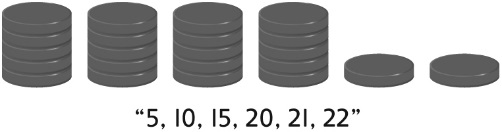 “5, 10, 15, 20, 21, 22”